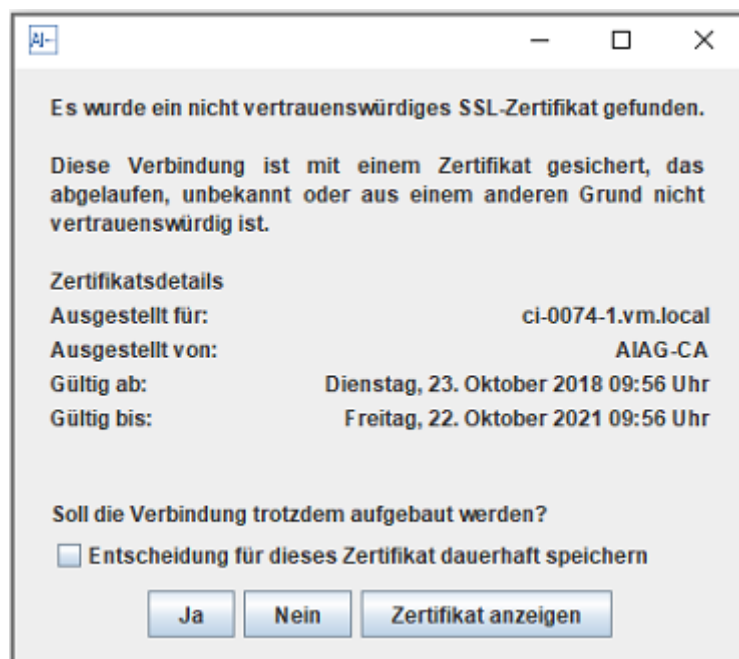 AI
Es wurde ein nicht vertrauenswürdiges SSL-Zertifikat gefunden.
Diese Verbindung ist mit einem Zertifikat gesichert, das
abgelaufen, unbekannt oder aus einem anderen Grund nicht
vertrauenswürdig ist.
Zertifikatsdetails
Ausgestellt für: ci-0074-1.vm.local
Ausgestellt von: AIAG-CA
Gültig ab: Dienstag, 23. Oktober 2018 09:56 Uhr
Gültig bis: Freitag, 22. Oktober 2021 09:56 Uhr
Soll die Verbindung trotzdem aufgebaut werden?
Entscheidung für dieses Zertifikat dauerhaft speichern
Ja Nein Zertifikat anzeigen